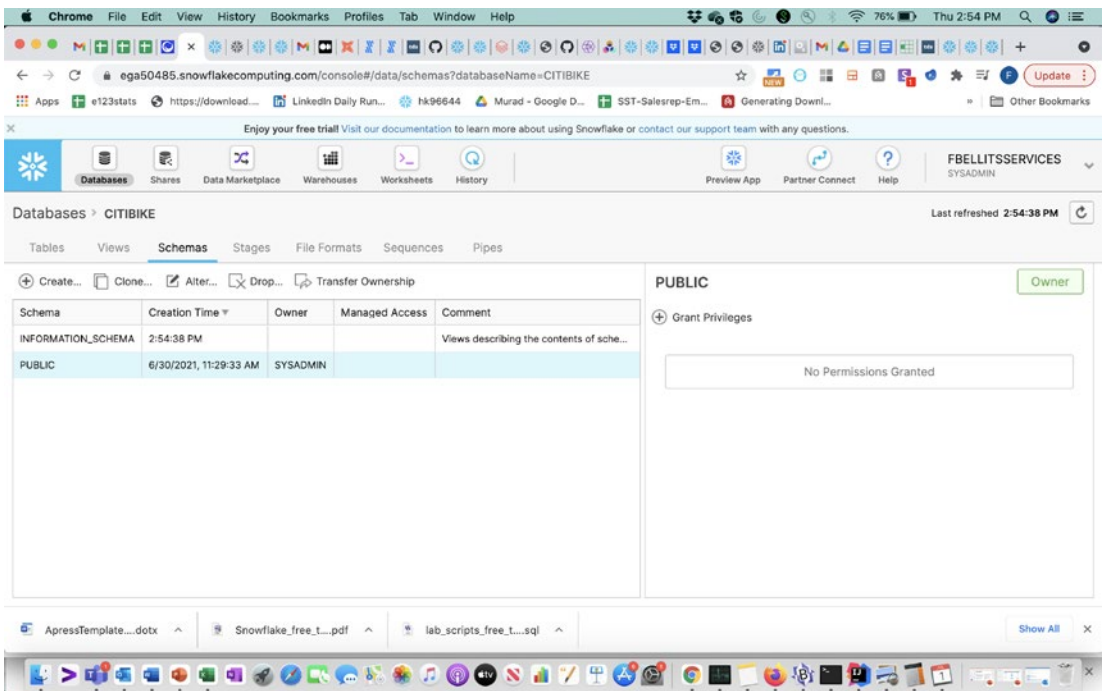 Chrome File Edit View History Bookmarks Profiles Tab Window Help 76% Thu 2:54 PM
ega50485.snowflakecomputing.com/console#/data/schemas?databaseName=CITIBIKE NEW Update
Apps e123stats https://download.... LinkedIn Daily Run... hk96644 Murad - Google D... SST-Salesrep-Em... Generating Downl... » Other Bookmarks
Enjoy your free trial! Visit our documentation to learn more about using Snowflake or contact our support team with any questions.
Databases Shares Data Marketplace Warehouses Worksheets History Preview App Partner Connect Help FBELLITSSERVICES
SYSADMIN
Databases > CITIBIKE Last refreshed 2:54:38 PM
Tables Views Schemas Stages File Formats Sequences Pipes
Create... Clone... Alter... Drop... Transfer Ownership
PUBLIC Owner
Schema Creation Time Owner Managed Access Comment
Grant Privileges
INFORMATION_SCHEMA 2:54:38 PM Views describing the contents of sche...
PUBLIC 6/30/2021, 11:29:33 AM SYSADMIN
No Permissions Granted
ApressTemplate....dotx Snowflake_free_t....pdf lab_scripts_free_t....sql Show All